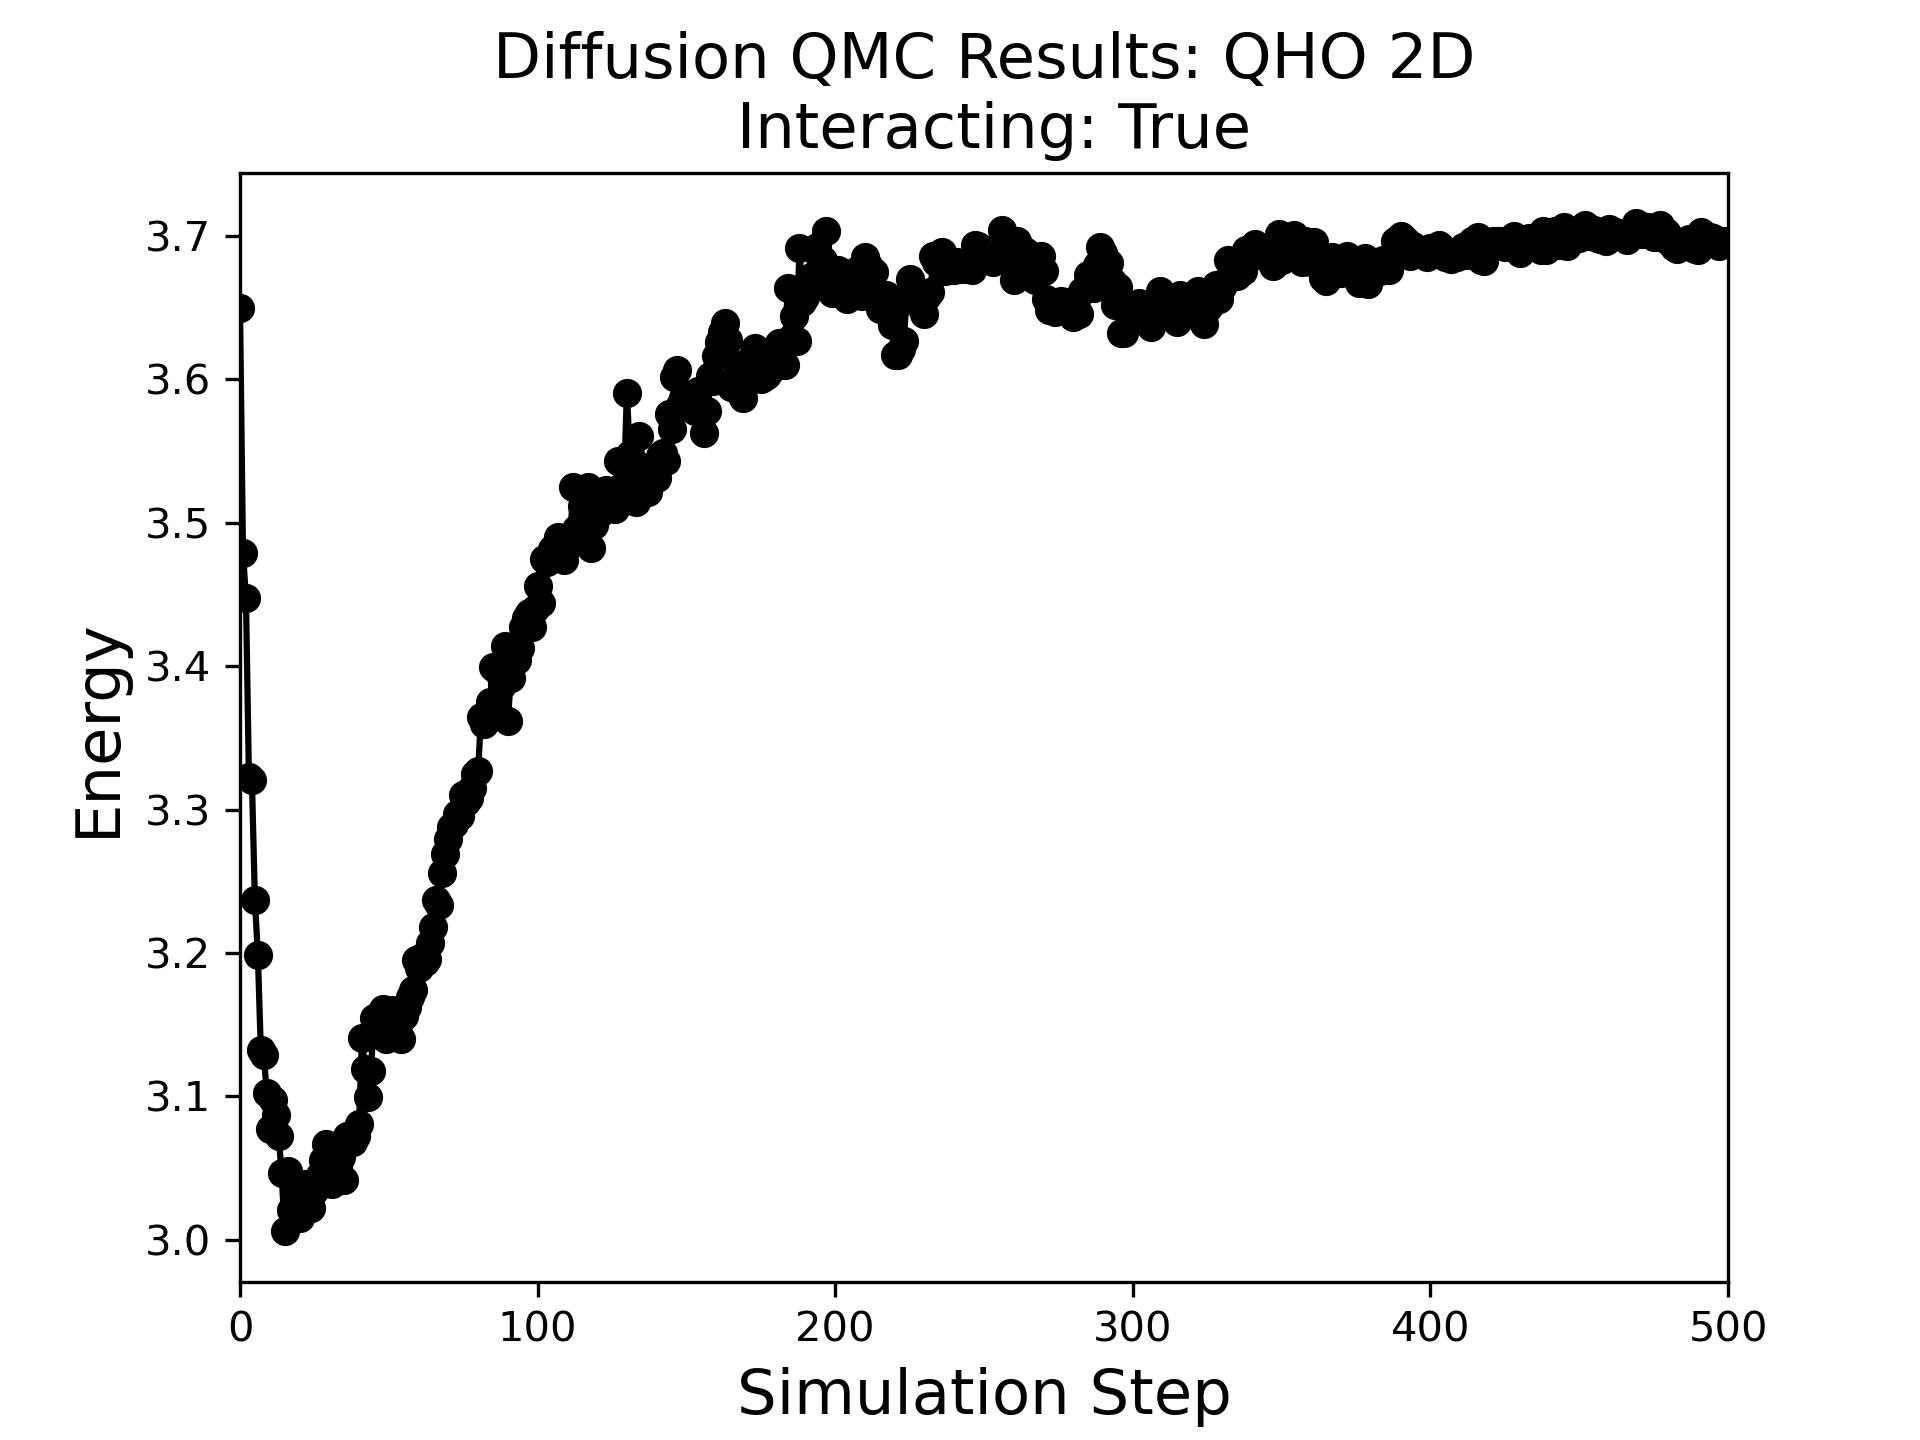 Diffusion QMC Results: QHO 2D
Interacting: True
Energy
3.7
3.6
3.5
3.4
3.3
3.2
3.1
3.0
0 100 200 300 400 500
Simulation Step